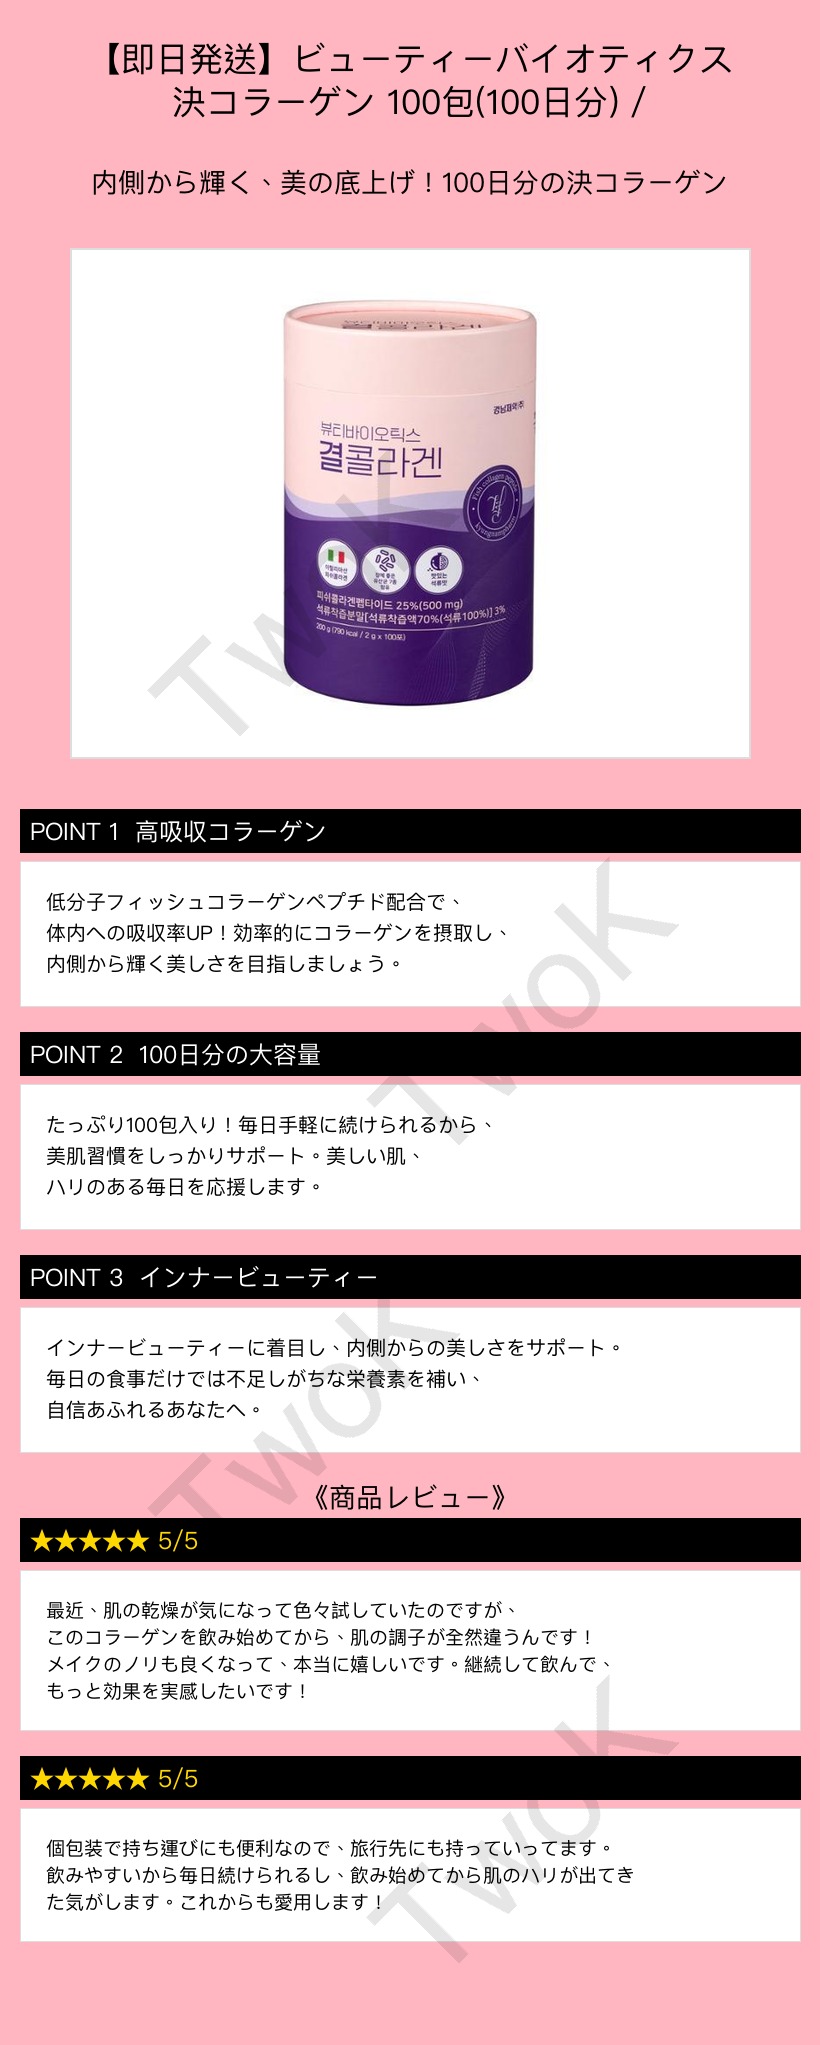 【即日発送】ビューティーバイオティクス
決コラーゲン 100包(100日分) /
内側から輝く、美の底上げ！100日分の決コラーゲン
경남제약(주)
뷰티바이오틱스
결콜라겐
Fish collagen peptide
kyungnampharm
결
이탈리아산
피쉬콜라겐
장에 좋은
유산균 7종
함유
맛있는
석류맛
피쉬콜라겐펩타이드 25%(500 mg)
석류착즙분말[석류착즙액70%(석류100%)] 3%
200 g (790 kcal / 2 g x 100포)
TwoK
POINT 1 高吸収コラーゲン
低分子フィッシュコラーゲンペプチド配合で、
体内への吸収率UP！効率的にコラーゲンを摂取し、
内側から輝く美しさを目指しましょう。
TwoK
POINT 2 100日分の大容量
たっぷり100包入り！毎日手軽に続けられるから、
美肌習慣をしっかりサポート。美しい肌、
ハリのある毎日を応援します。
POINT 3 インナービューティー
インナービューティーに着目し、内側からの美しさをサポート。
毎日の食事だけでは不足しがちな栄養素を補い、
自信あふれるあなたへ。
TwoK
《商品レビュー》
★★★★★ 5/5
最近、肌の乾燥が気になって色々試していたのですが、
このコラーゲンを飲み始めてから、肌の調子が全然違うんです！
メイクのノリも良くなって、本当に嬉しいです。継続して飲んで、
もっと効果を実感したいです！
★★★★★ 5/5
個包装で持ち運びにも便利なので、旅行先にも持っていってます。
飲みやすいから毎日続けられるし、飲み始めてから肌のハリが出てき
た気がします。これからも愛用します！
TwoK